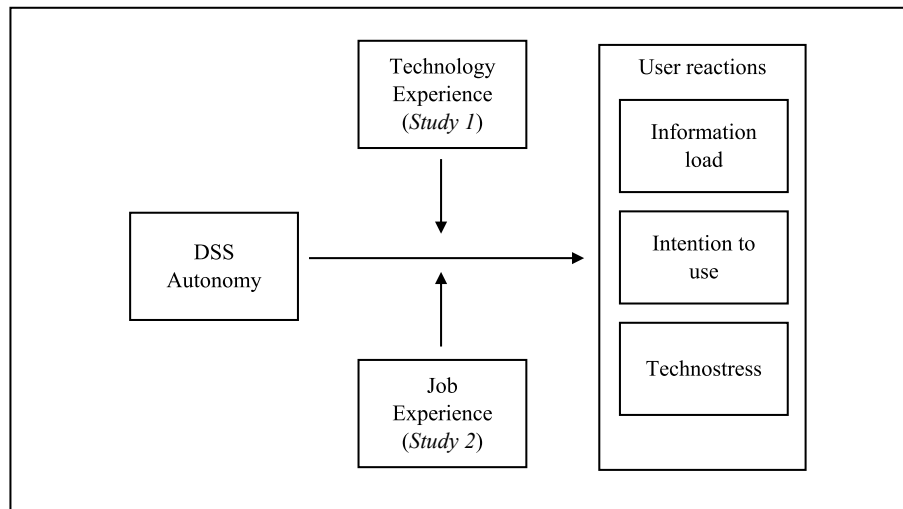 Technology
Experience
(Study 1)
User reactions
Information
load
DSS
Autonomy
Intention to
use
Technostress
Job
Experience
(Study 2)